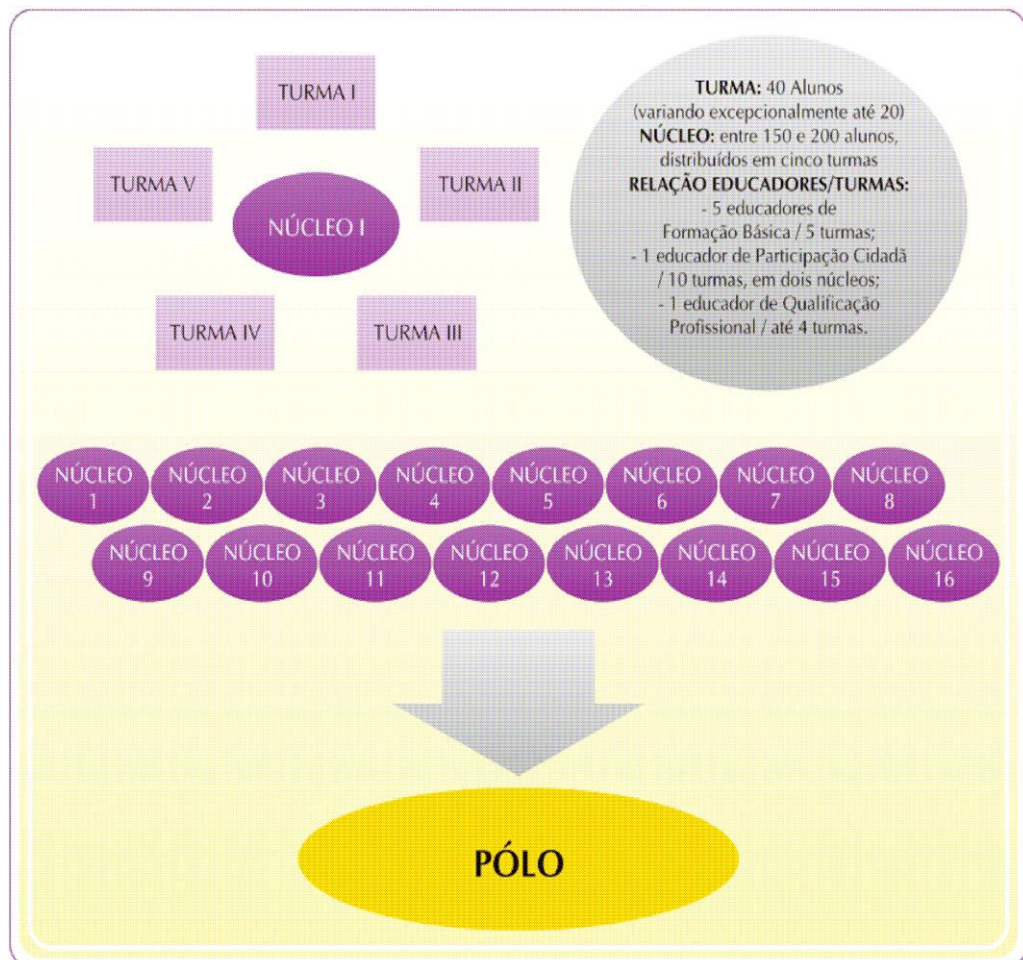 TURMA I
TURMA V
TURMA II
NÚCLEO I
TURMA IV
TURMA III
TURMA: 40 Alunos
(variando excepcionalmente até 20)
NÚCLEO: entre 150 e 200 alunos,
distribuídos em cinco turmas
RELAÇÃO EDUCADORES/TURMAS:
- 5 educadores de
Formação Básica / 5 turmas;
- 1 educador de Participação Cidadã
/ 10 turmas, em dois núcleos;
- 1 educador de Qualificação
Profissional / até 4 turmas.
NÚCLEO
1
NÚCLEO
2
NÚCLEO
3
NÚCLEO
4
NÚCLEO
5
NÚCLEO
6
NÚCLEO
7
NÚCLEO
8
NÚCLEO
9
NÚCLEO
10
NÚCLEO
11
NÚCLEO
12
NÚCLEO
13
NÚCLEO
14
NÚCLEO
15
NÚCLEO
16
PÓLO